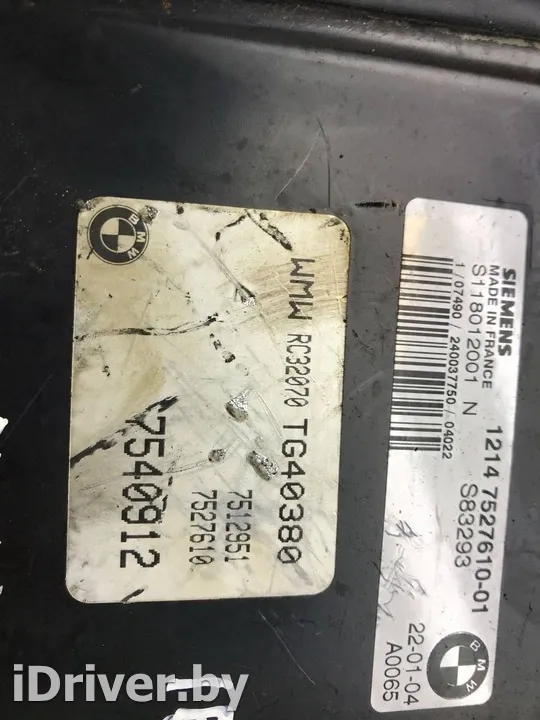 BMW
WMW RC32070 TG40380
7512951
7527610
7540912
SIEMENS
MADE IN FRANCE
S118012001 N
1/07490/240037750/04022
1214 7527610-01
S83293
22-01-04
A0065
BMW
iDriver.by